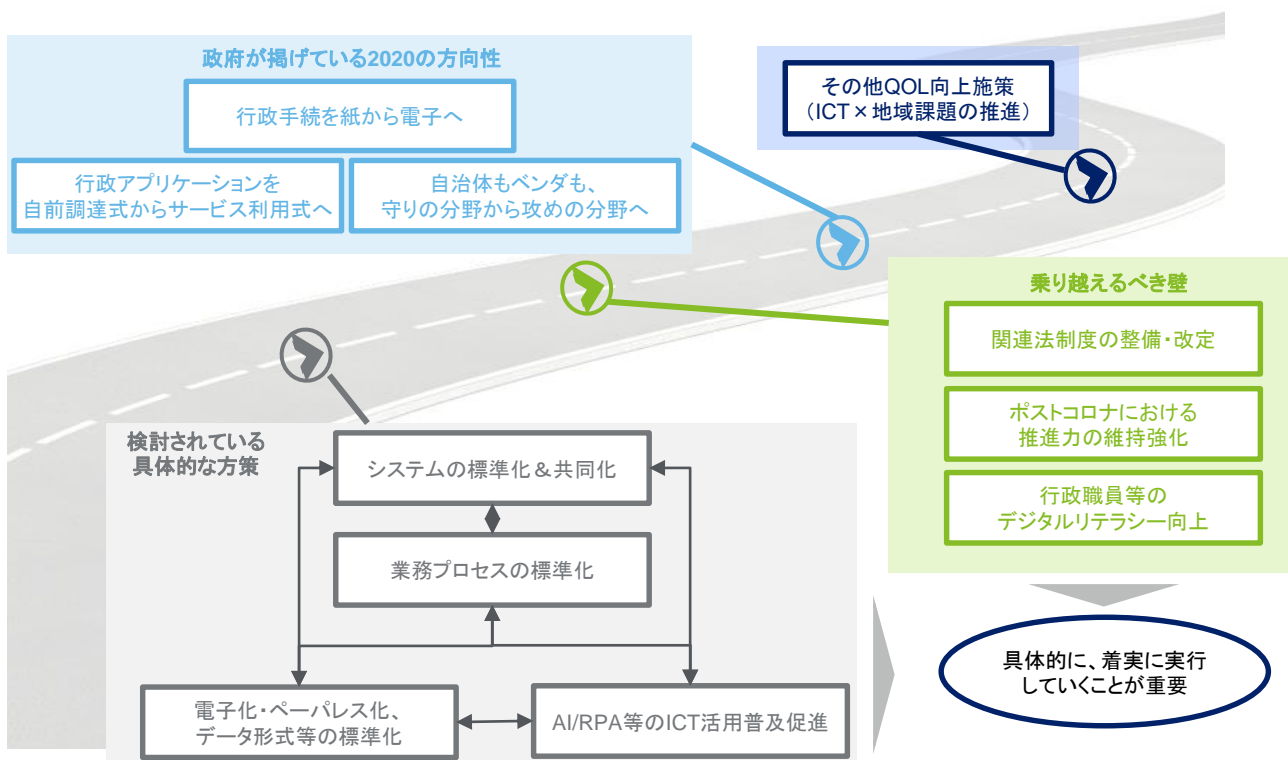 政府が掲げている2020の方向性
行政手続を紙から電子へ
行政アプリケーションを
自前調達式からサービス利用式へ
自治体もベンダも、
守りの分野から攻めの分野へ
その他QOL向上施策
（ICT×地域課題の推進）
乗り越えるべき壁
関連法制度の整備・改定
ポストコロナにおける
推進力の維持強化
行政職員等の
デジタルリテラシー向上
検討されている
具体的な方策
システムの標準化＆共同化
業務プロセスの標準化
電子化・ペーパレス化、
データ形式等の標準化
AI/RPA等のICT活用普及促進
具体的に、着実に実行
していくことが重要